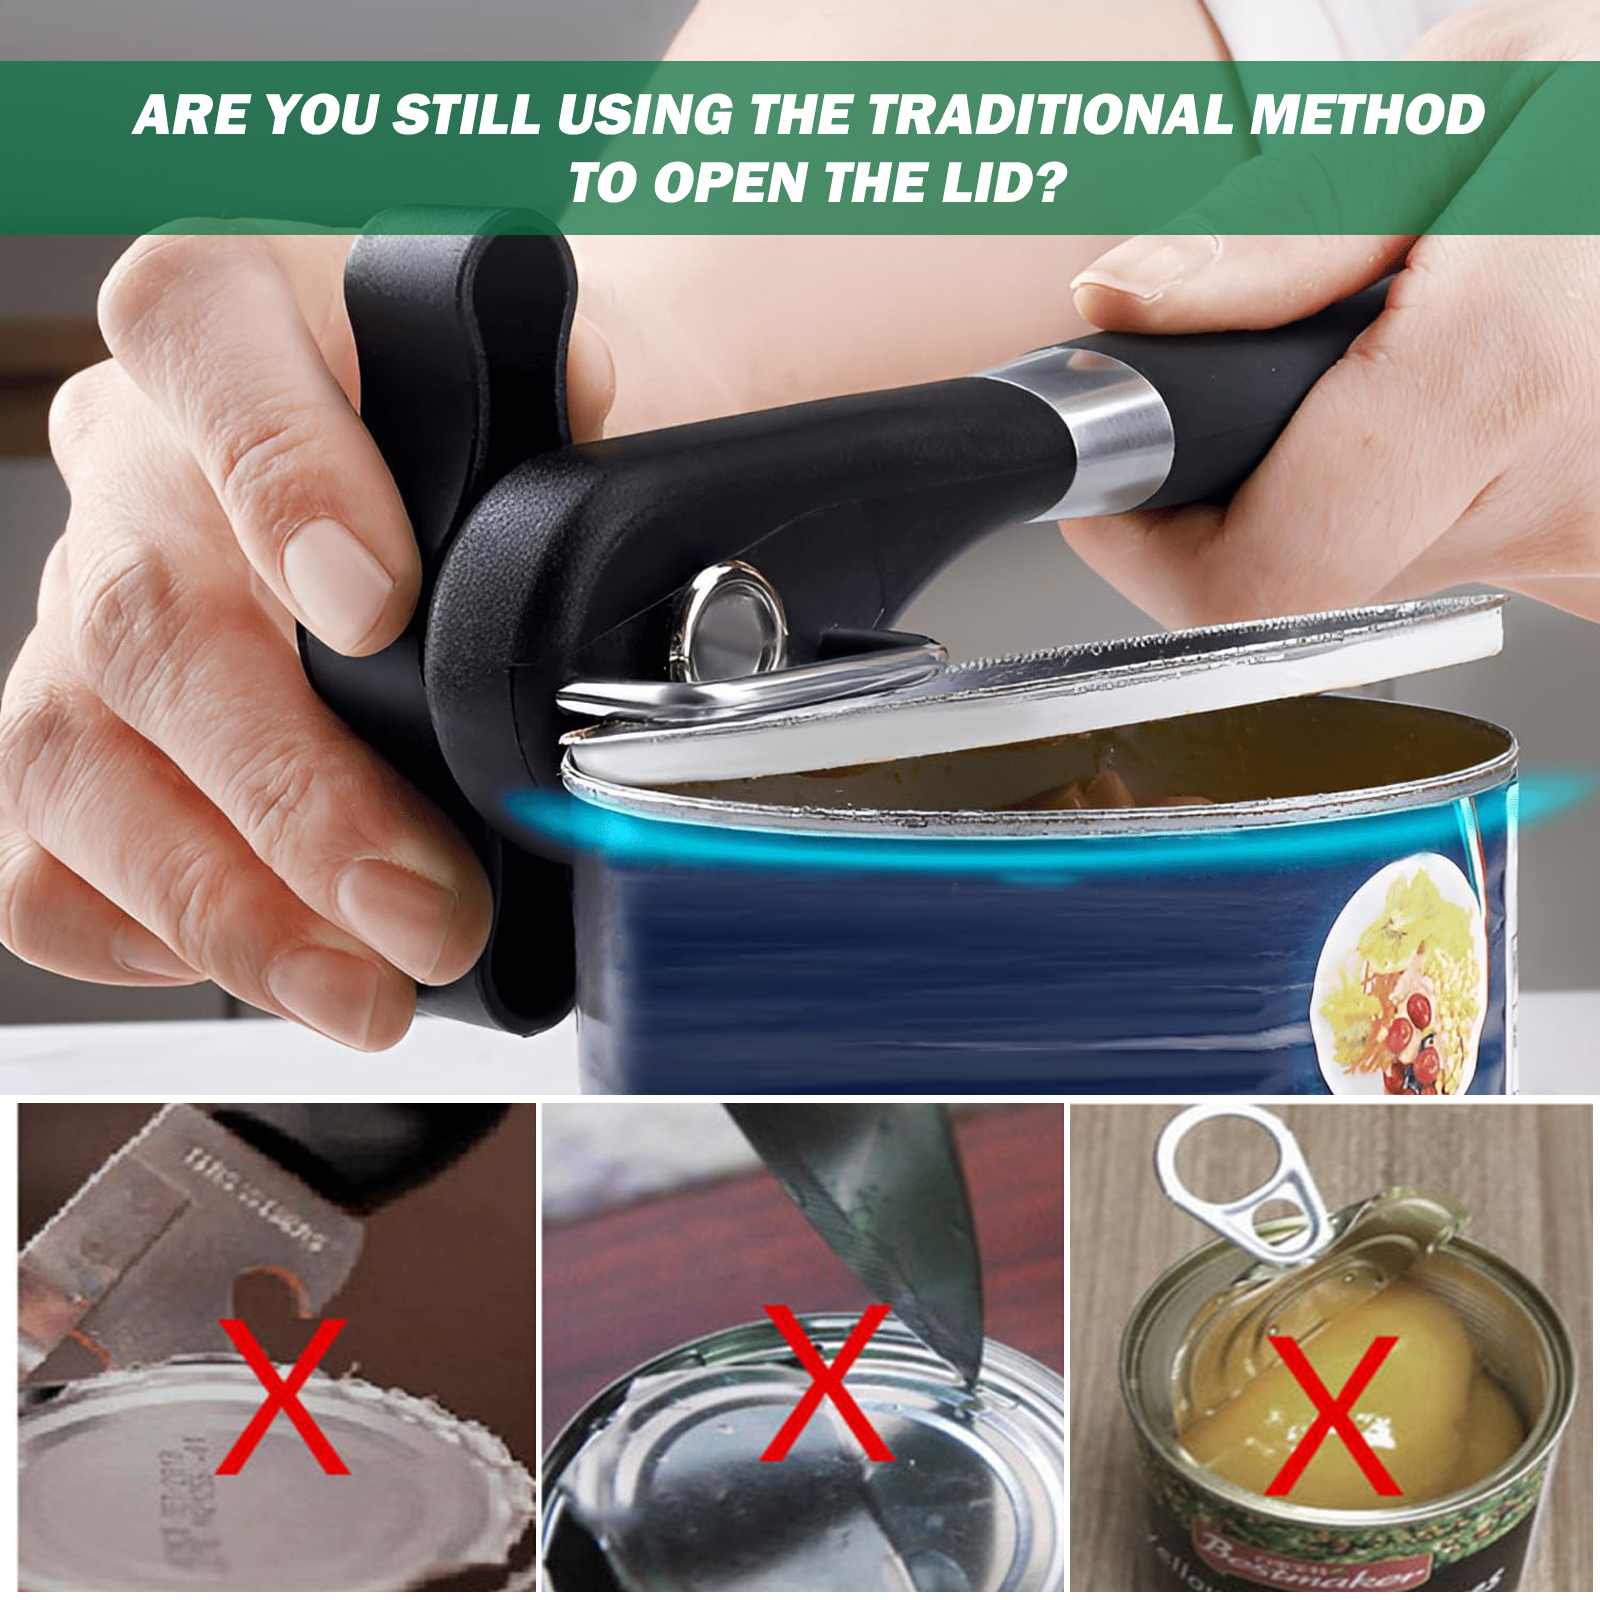 ARE YOU STILL USING THE TRADITIONAL METHOD
TO OPEN THE LID?
Bestmaker